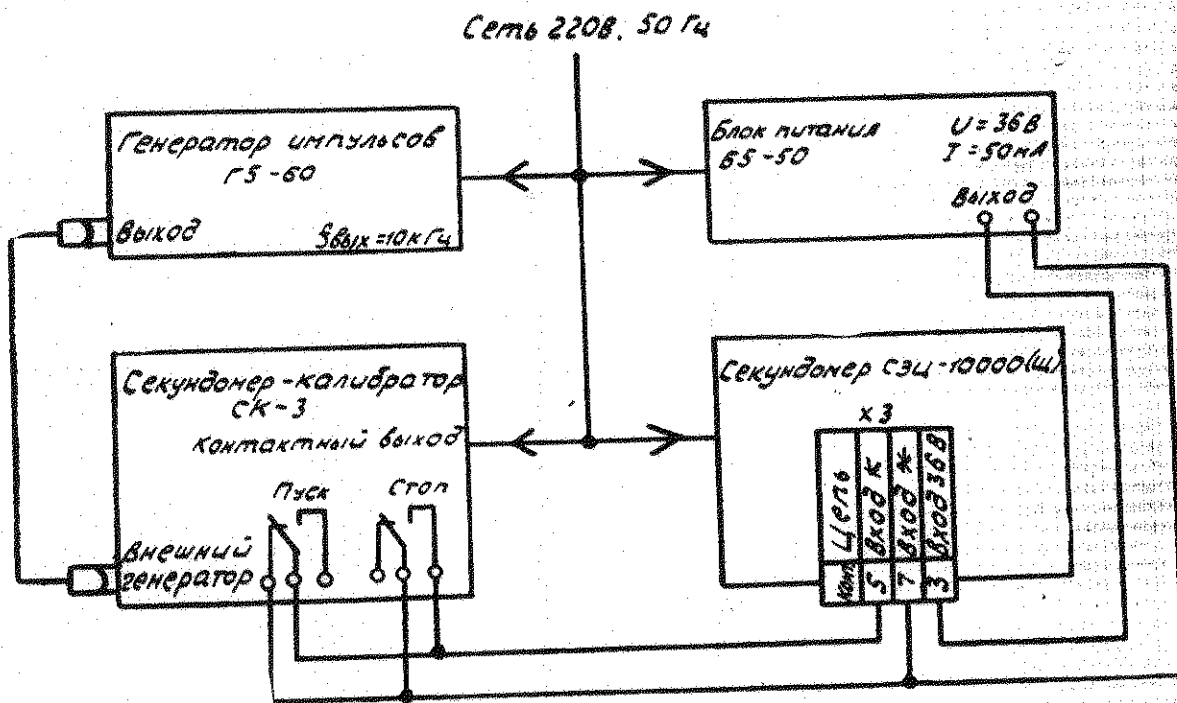 Сеть 220В. 50 Гц
Генератор импульсов
Г5-60
Выход
fвых=10кГц
Блок питания
Б5-50
U=36В
I=50мА
Выход
Секундомер-калибратор
СК-3
контактный выход
Пуск
Стоп
Внешний
генератор
Секундомер СЭЦ-10000(Щ)
х3
Конт
Цепь
5
Вход К
7
Вход *
3
Вход 36В